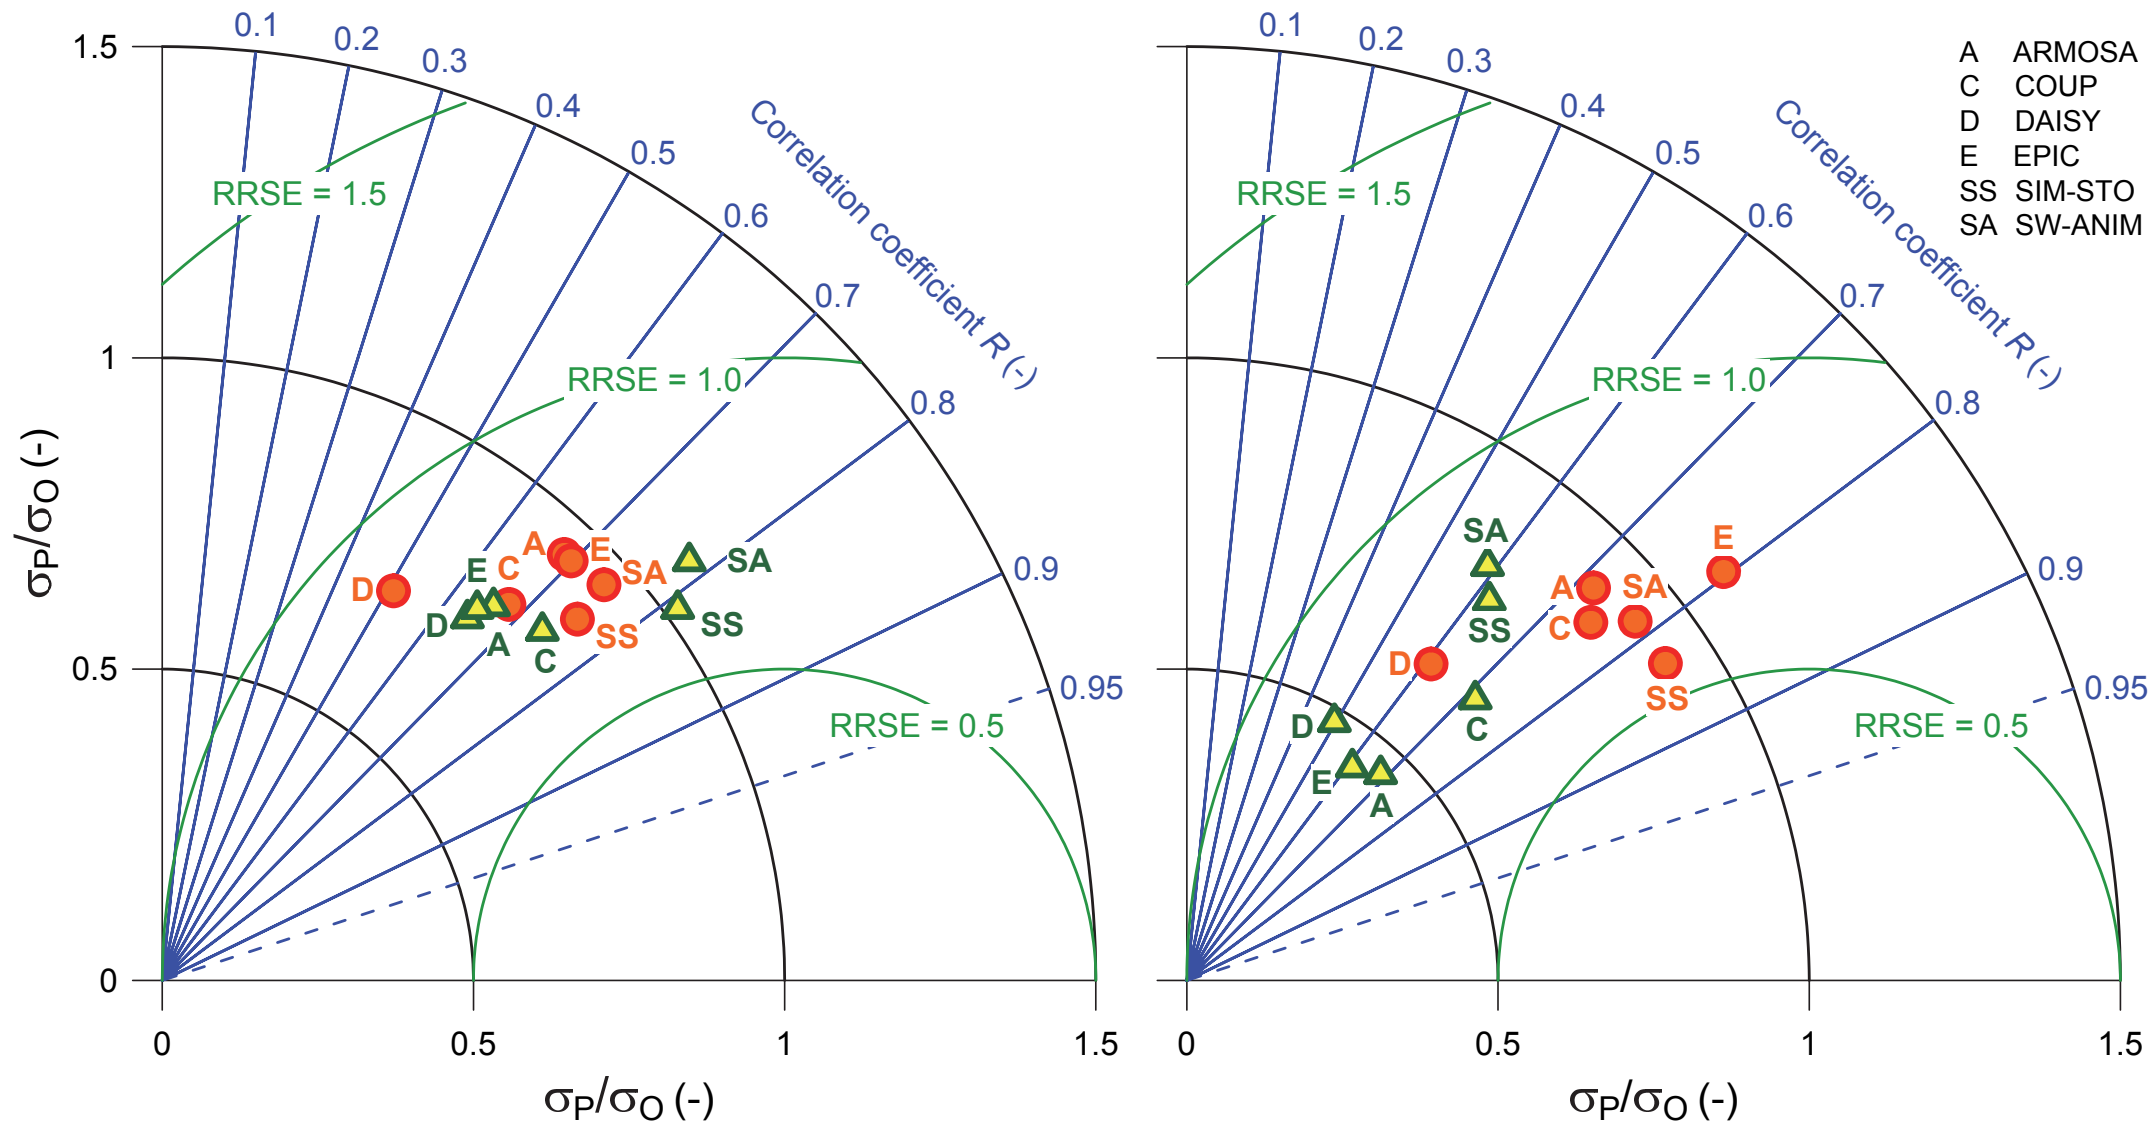 0.1
0.2
0.3
0.4
0.5
0.6
0.7
0.8
0.9
0.95
Correlation coefficient R (-)
1.5
1
0.5
0
σP/σO (-)
RRSE = 1.5
RRSE = 1.0
RRSE = 0.5
A
E
C
SA
SS
D
E
D
A
C
SA
SS
0
0.5
1
1.5
σP/σO (-)
0.1
0.2
0.3
0.4
0.5
0.6
0.7
0.8
0.9
0.95
Correlation coefficient R (-)
RRSE = 1.5
RRSE = 1.0
RRSE = 0.5
E
A
SA
C
D
SS
SA
SS
C
D
E
A
0
0.5
1
1.5
σP/σO (-)
A ARMOSA
C COUP
D DAISY
E EPIC
SS SIM-STO
SA SW-ANIM